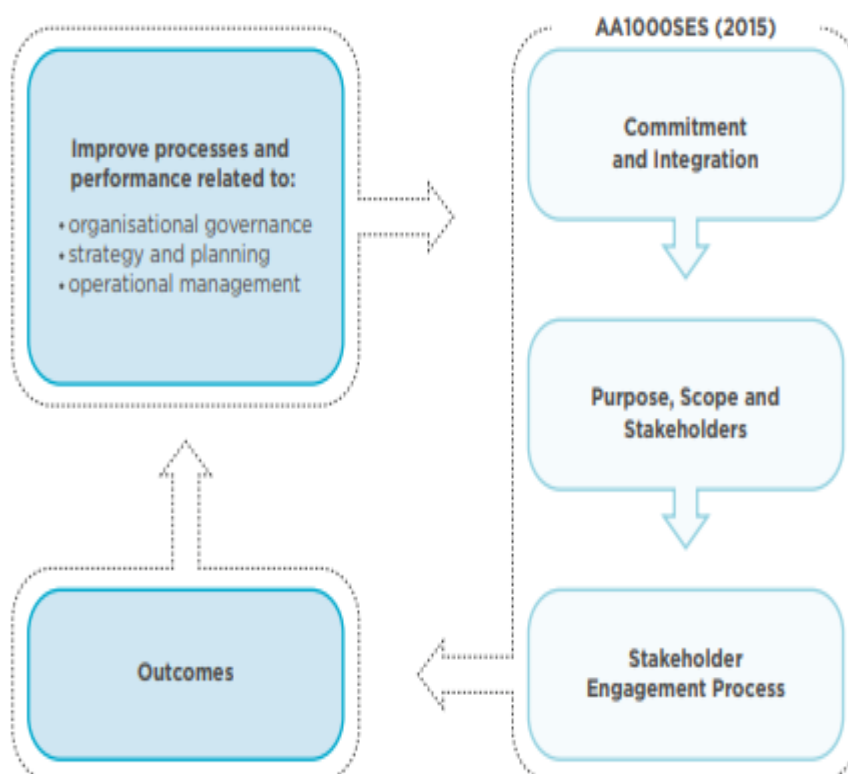 AA1000SES (2015)
Improve processes and
performance related to:
• organisational governance
• strategy and planning
• operational management
Commitment
and Integration
Purpose, Scope and
Stakeholders
Outcomes
Stakeholder
Engagement Process